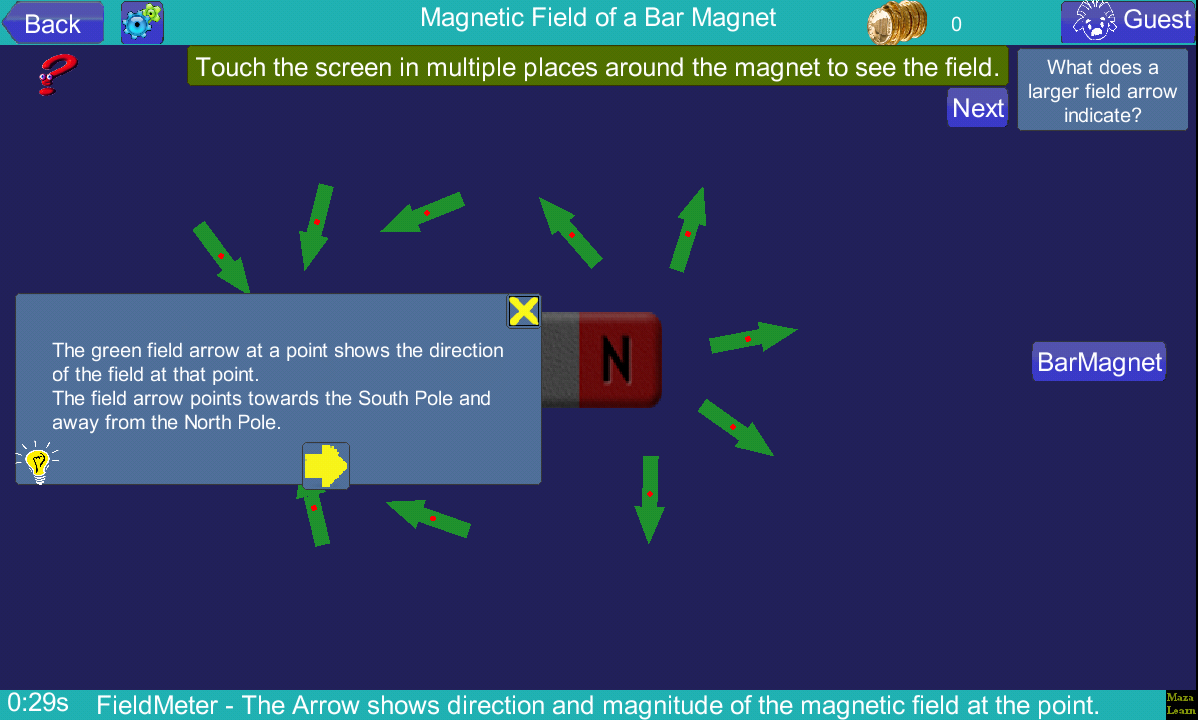 Back
Magnetic Field of a Bar Magnet
0
Guest
Touch the screen in multiple places around the magnet to see the field.
What does a
larger field arrow
indicate?
Next
The green field arrow at a point shows the direction
of the field at that point.
The field arrow points towards the South Pole and
away from the North Pole.
N
BarMagnet
0:29s
FieldMeter - The Arrow shows direction and magnitude of the magnetic field at the point.
Maza
Learn